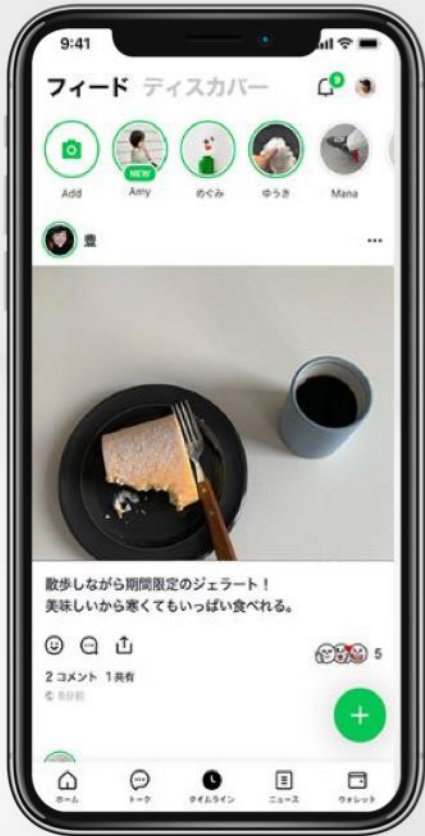 9:41
フィード ディスカバー
9
NEW
Add Amy めぐみ ゆうき Mana
豊
散歩しながら期間限定のジェラート！
美味しいから寒くてもいっぱい食べれる。
5
2 コメント 1 共有
8分前
ホーム トーク タイムライン ニュース ウォレット